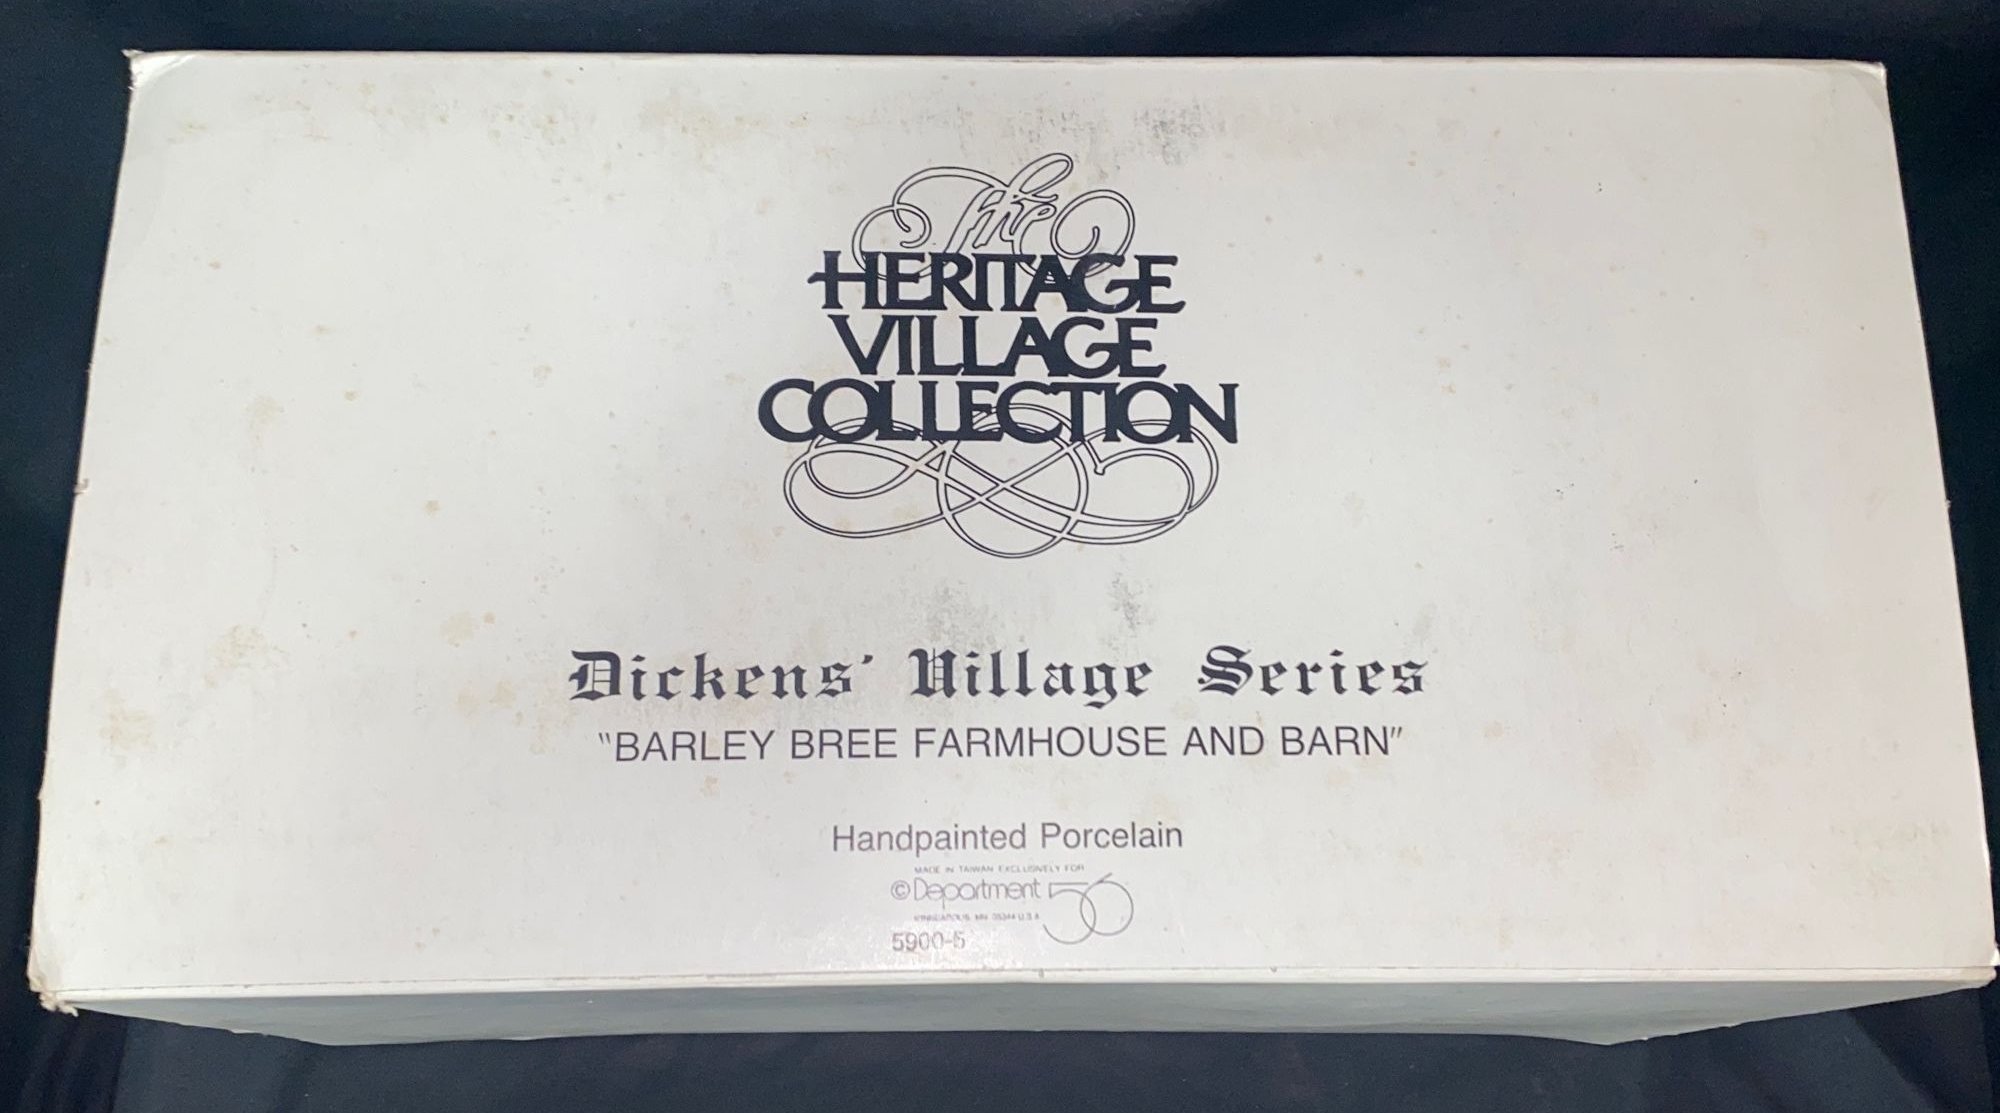 The
HERITAGE
VILLAGE
COLLECTION
Dickens' Village Series
"BARLEY BREE FARMHOUSE AND BARN"
Handpainted Porcelain
MADE IN TAIWAN EXCLUSIVELY FOR
©Department 56
MN U.S.A.
5900-5